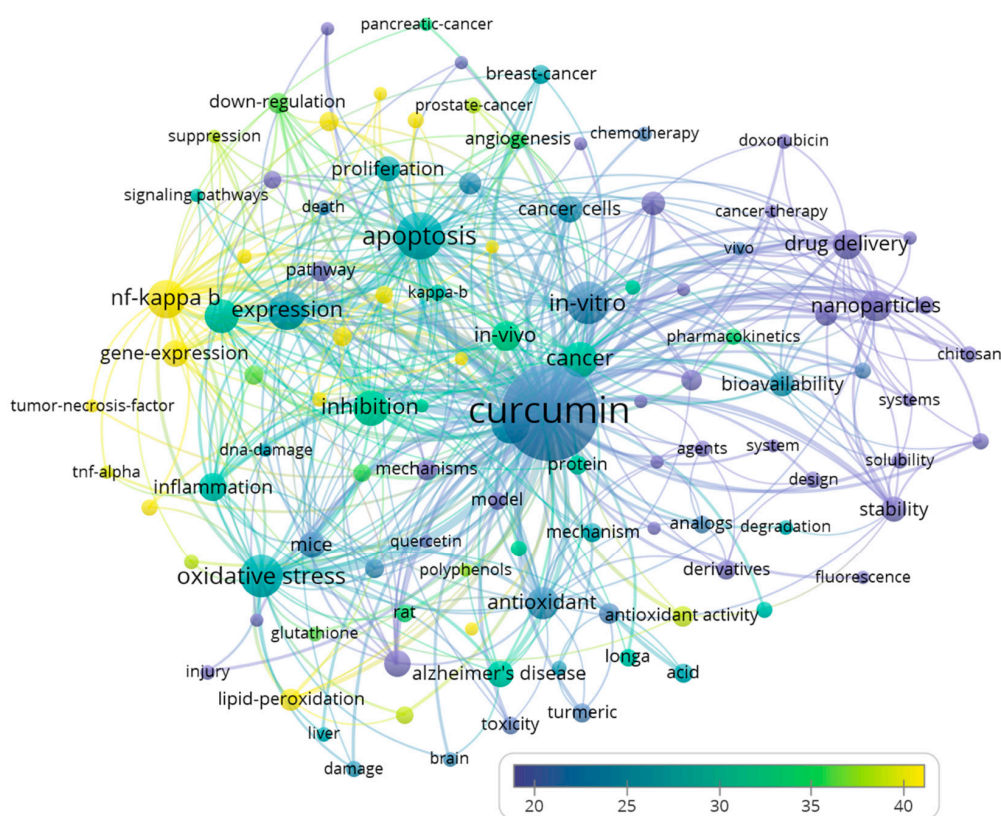 pancreatic-cancer
breast-cancer
down-regulation
prostate-cancer
suppression
angiogenesis
chemotherapy
doxorubicin
proliferation
signaling pathways
death
cancer cells
cancer-therapy
apoptosis
vivo
drug delivery
pathway
nf-kappa b
kappa-b
expression
in-vitro
nanoparticles
in-vivo
pharmacokinetics
gene-expression
cancer
chitosan
bioavailability
tumor-necrosis-factor
inhibition
curcumin
systems
dna-damage
agents
system
tnf-alpha
mechanisms
protein
solubility
inflammation
design
model
stability
mechanism
analogs
degradation
mice
quercetin
oxidative stress
polyphenols
derivatives
fluorescence
antioxidant
rat
antioxidant activity
glutathione
longa
injury
alzheimer's disease
acid
lipid-peroxidation
turmeric
toxicity
liver
brain
damage
20 25 30 35 40